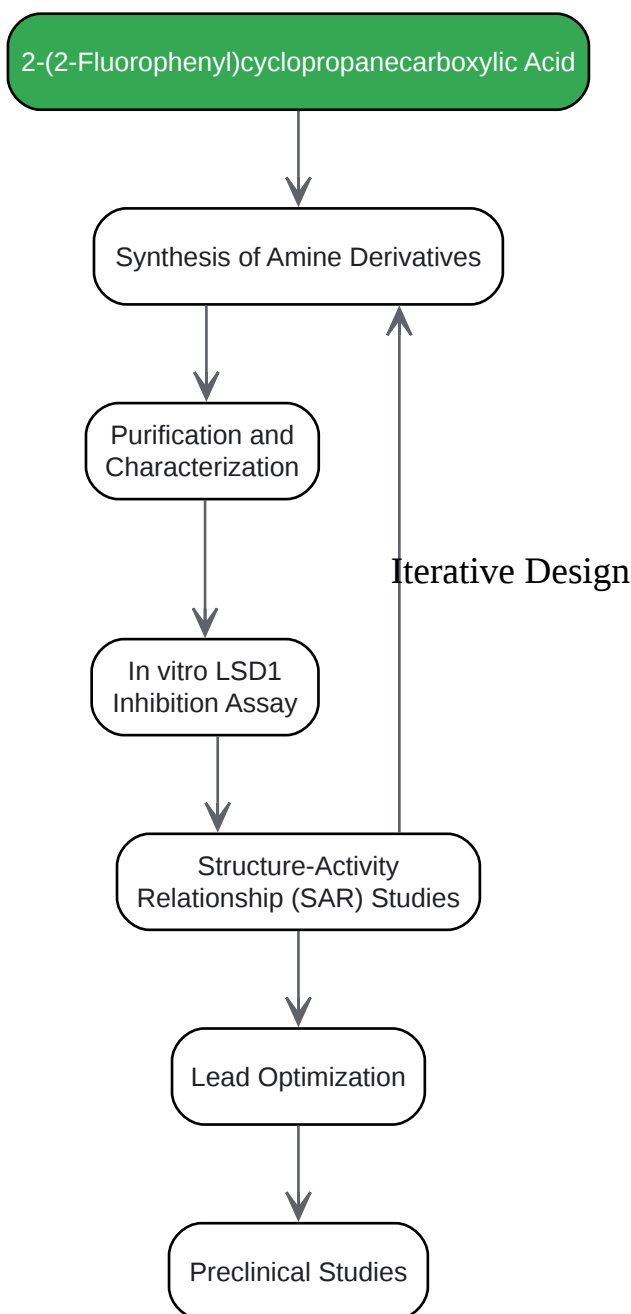 2-(2-Fluorophenyl)cyclopropanecarboxylic Acid
Synthesis of Amine Derivatives
Purification and
Characterization
Iterative Design
In vitro LSD1
Inhibition Assay
Structure-Activity
Relationship (SAR) Studies
Lead Optimization
Preclinical Studies